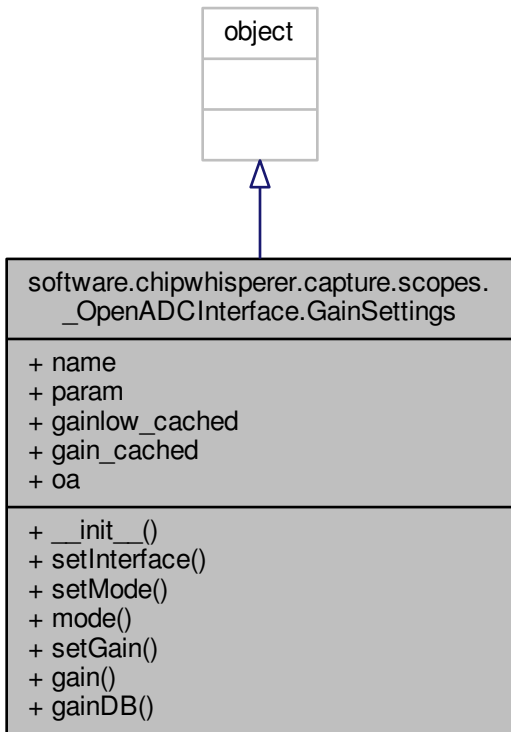 object
software.chipwhisperer.capture.scopes.
_OpenADCInterface.GainSettings
+ name
+ param
+ gainlow_cached
+ gain_cached
+ oa
+ __init__()
+ setInterface()
+ setMode()
+ mode()
+ setGain()
+ gain()
+ gainDB()